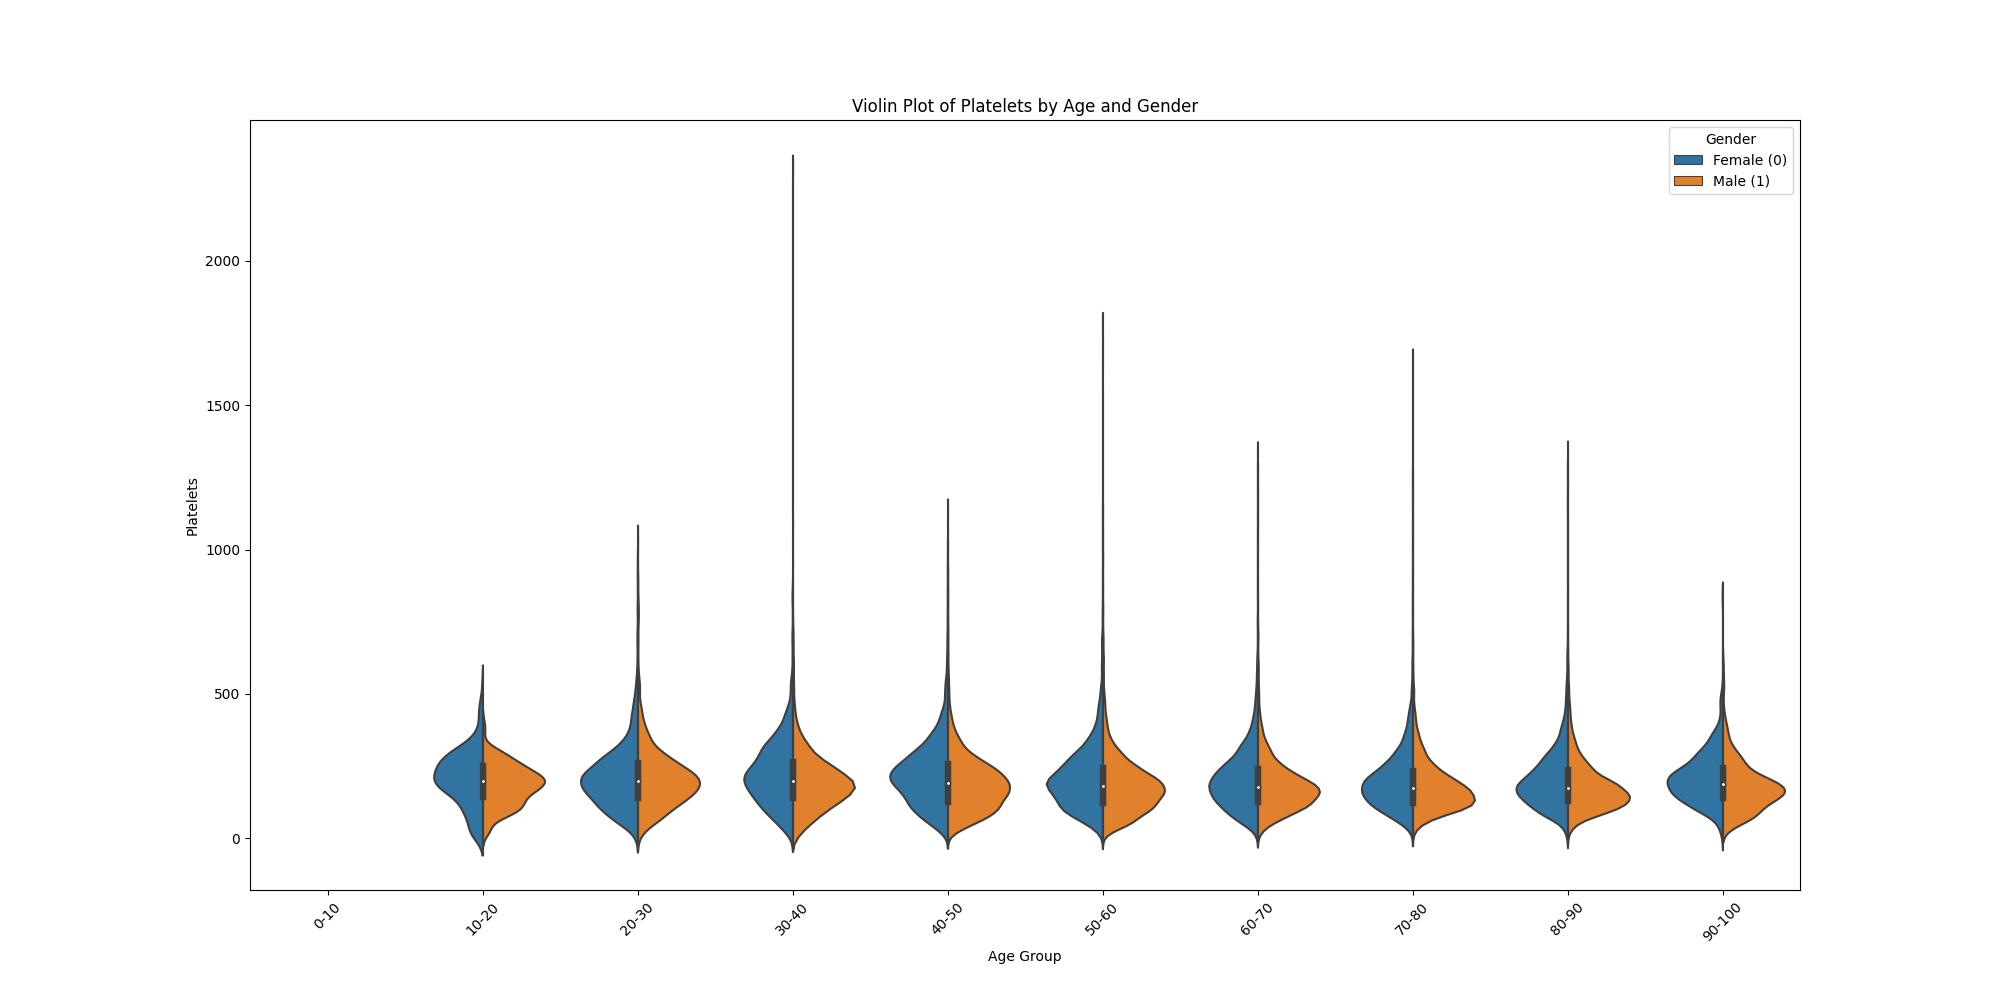 Violin Plot of Platelets by Age and Gender
Gender
Female (0)
Male (1)
Platelets
2000
1500
1000
500
0
0-10
10-20
20-30
30-40
40-50
50-60
60-70
70-80
80-90
90-100
Age Group